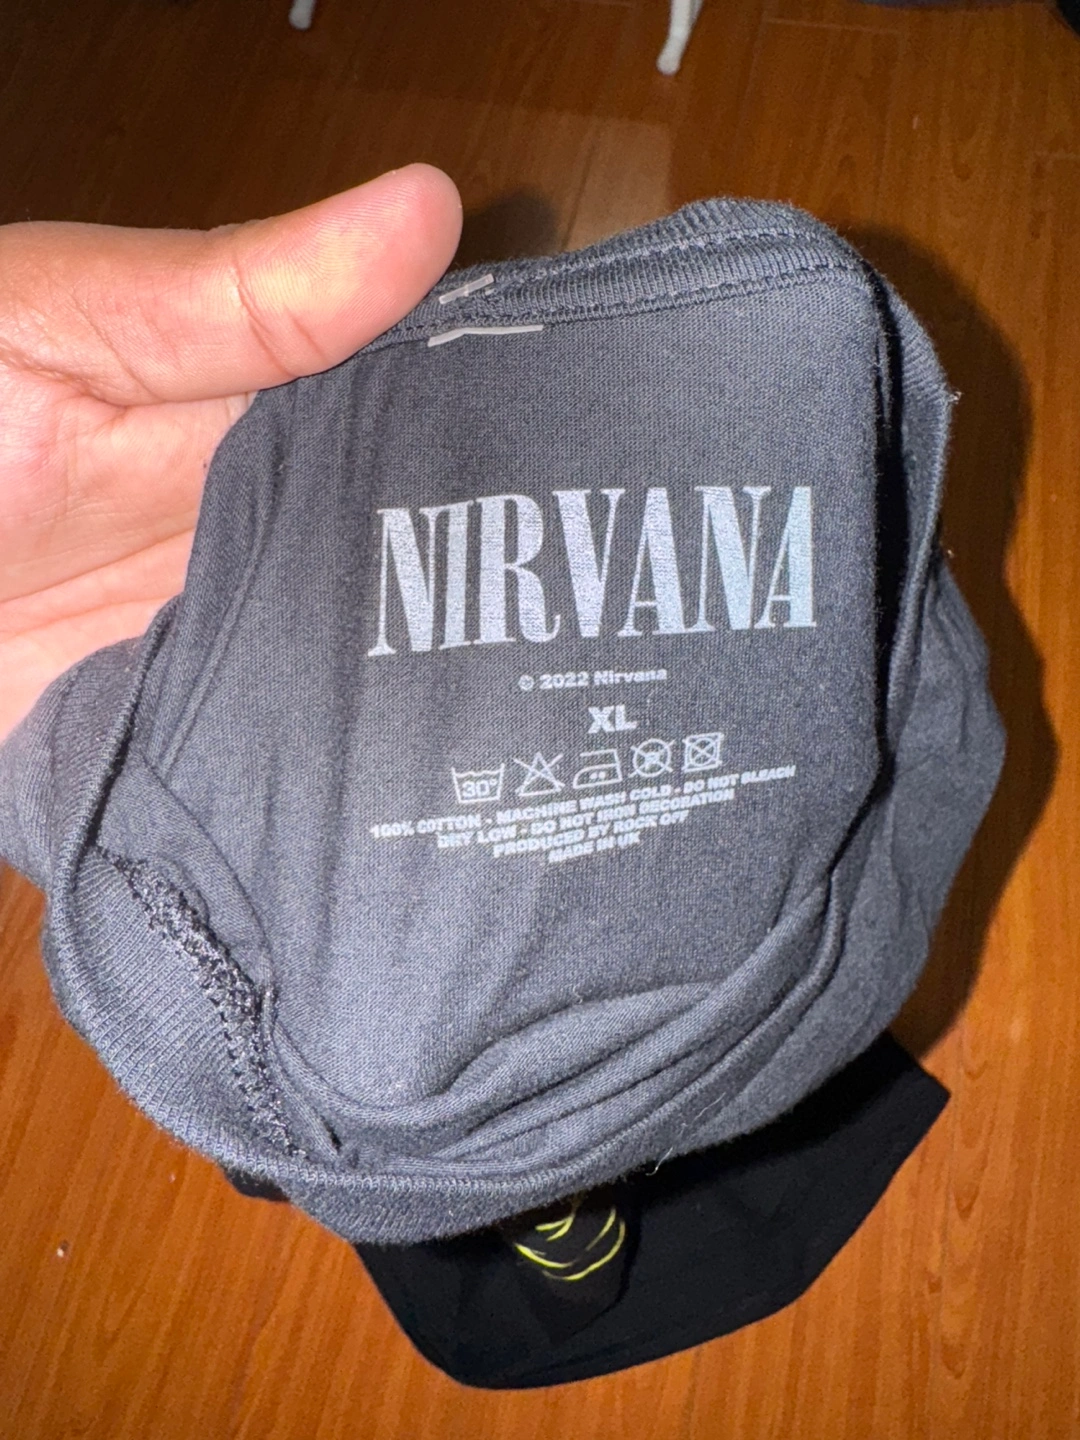 NIRVANA
© 2022 Nirvana
XL
30°
100% COTTON - MACHINE WASH COLD - DO NOT BLEACH
DRY LOW - DO NOT IRON DECORATION
PRODUCED BY ROCK OFF
MADE IN UK